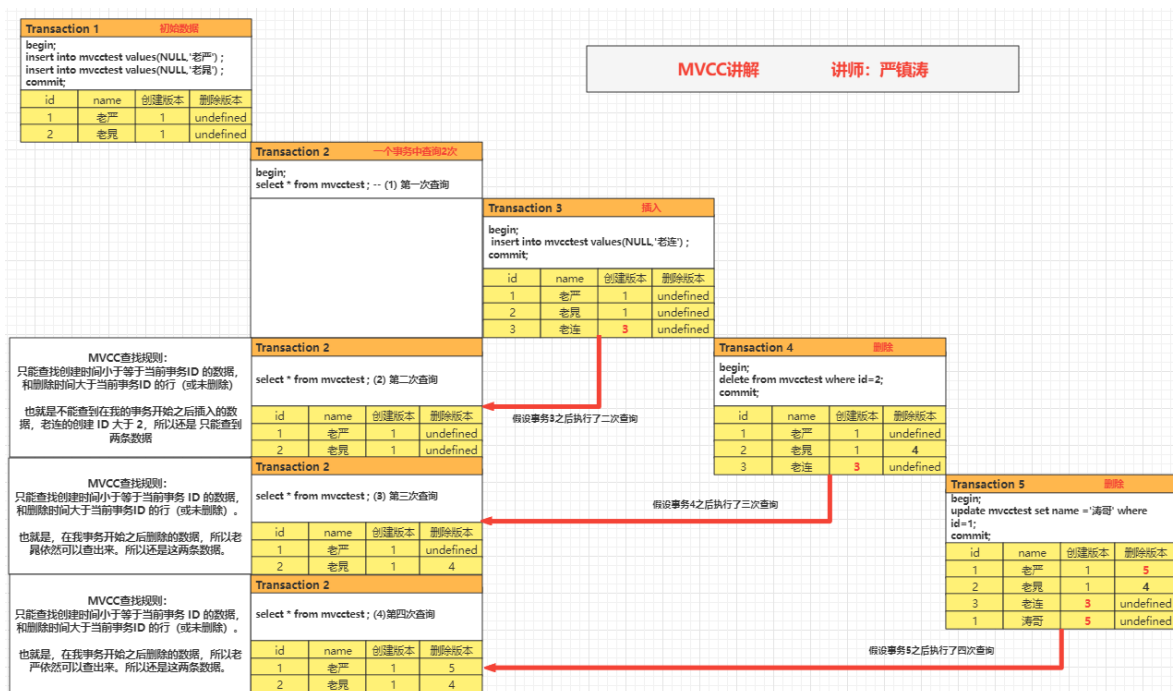 Transaction 1 初始数据
begin;
insert into mvcctest values(NULL,'老严') ;
insert into mvcctest values(NULL,'老晁') ;
commit;
id name 创建版本 删除版本
1 老严 1 undefined
2 老晁 1 undefined
MVCC讲解 讲师：严镇涛
Transaction 2 一个事务中查询2次
begin;
select * from mvcctest ; -- (1) 第一次查询
Transaction 3 插入
begin;
insert into mvcctest values(NULL,'老连') ;
commit;
id name 创建版本 删除版本
1 老严 1 undefined
2 老晁 1 undefined
3 老连 3 undefined
MVCC查找规则：
只能查找创建时间小于等于当前事务ID 的数据，
和删除时间大于当前事务ID 的行（或未删除）
也就是不能查到在我的事务开始之后插入的数
据，老连的创建 ID 大于 2，所以还是 只能查到
两条数据
Transaction 2
select * from mvcctest ; (2) 第二次查询
id name 创建版本 删除版本
1 老严 1 undefined
2 老晁 1 undefined
假设事务3之后执行了二次查询
Transaction 4 删除
begin;
delete from mvcctest where id=2;
commit;
id name 创建版本 删除版本
1 老严 1 undefined
2 老晁 1 4
3 老连 3 undefined
MVCC查找规则：
只能查找创建时间小于等于当前事务 ID 的数据，
和删除时间大于当前事务ID 的行（或未删除）。
也就是，在我事务开始之后删除的数据，所以老
晁依然可以查出来。所以还是这两条数据。
Transaction 2
select * from mvcctest ; (3) 第三次查询
id name 创建版本 删除版本
1 老严 1 undefined
2 老晁 1 4
假设事务4之后执行了三次查询
Transaction 5 删除
begin;
update mvcctest set name ='涛哥' where
id=1;
commit;
id name 创建版本 删除版本
1 老严 1 5
2 老晁 1 4
3 老连 3 undefined
1 涛哥 5 undefined
MVCC查找规则：
只能查找创建时间小于等于当前事务 ID 的数据，
和删除时间大于当前事务ID 的行（或未删除）。
也就是，在我事务开始之后删除的数据，所以老
严依然可以查出来。所以还是这两条数据。
Transaction 2
select * from mvcctest ; (4)第四次查询
id name 创建版本 删除版本
1 老严 1 5
2 老晁 1 4
假设事务5之后执行了四次查询